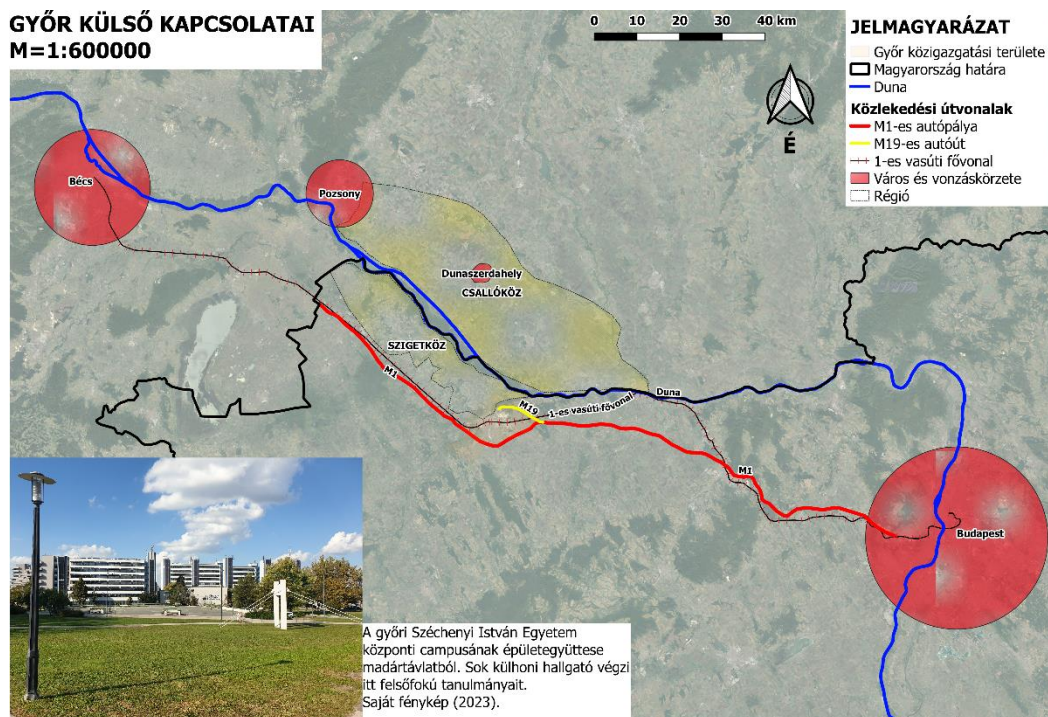 GYŐR KÜLSŐ KAPCSOLATAI
M=1:600000
0 10 20 30 40 km
É
JELMAGYARÁZAT
Győr közigazgatási területe
Magyarország határa
Duna
Közlekedési útvonalak
M1-es autópálya
M19-es autóút
1-es vasúti fővonal
Város és vonzáskörzete
Régió
Bécs
Pozsony
Dunaszerdahely
CSALLÓKÖZ
SZIGETKÖZ
M1
M19
1-es vasúti fővonal
Duna
M1
Budapest
A győri Széchenyi István Egyetem
központi campusának épületegyüttese
madártávlatból. Sok külhoni hallgató végzi
itt felsőfokú tanulmányait.
Saját fénykép (2023).